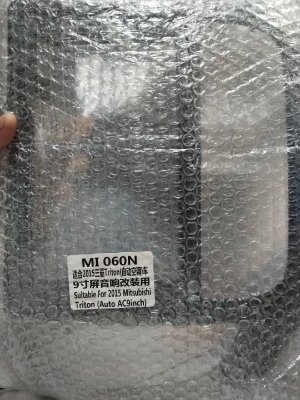 MI 060N
适合2015三菱Triton(自动空调)车
9寸屏音响改装用
Suitable For 2015 Mitsubishi
Triton (Auto AC9inch)